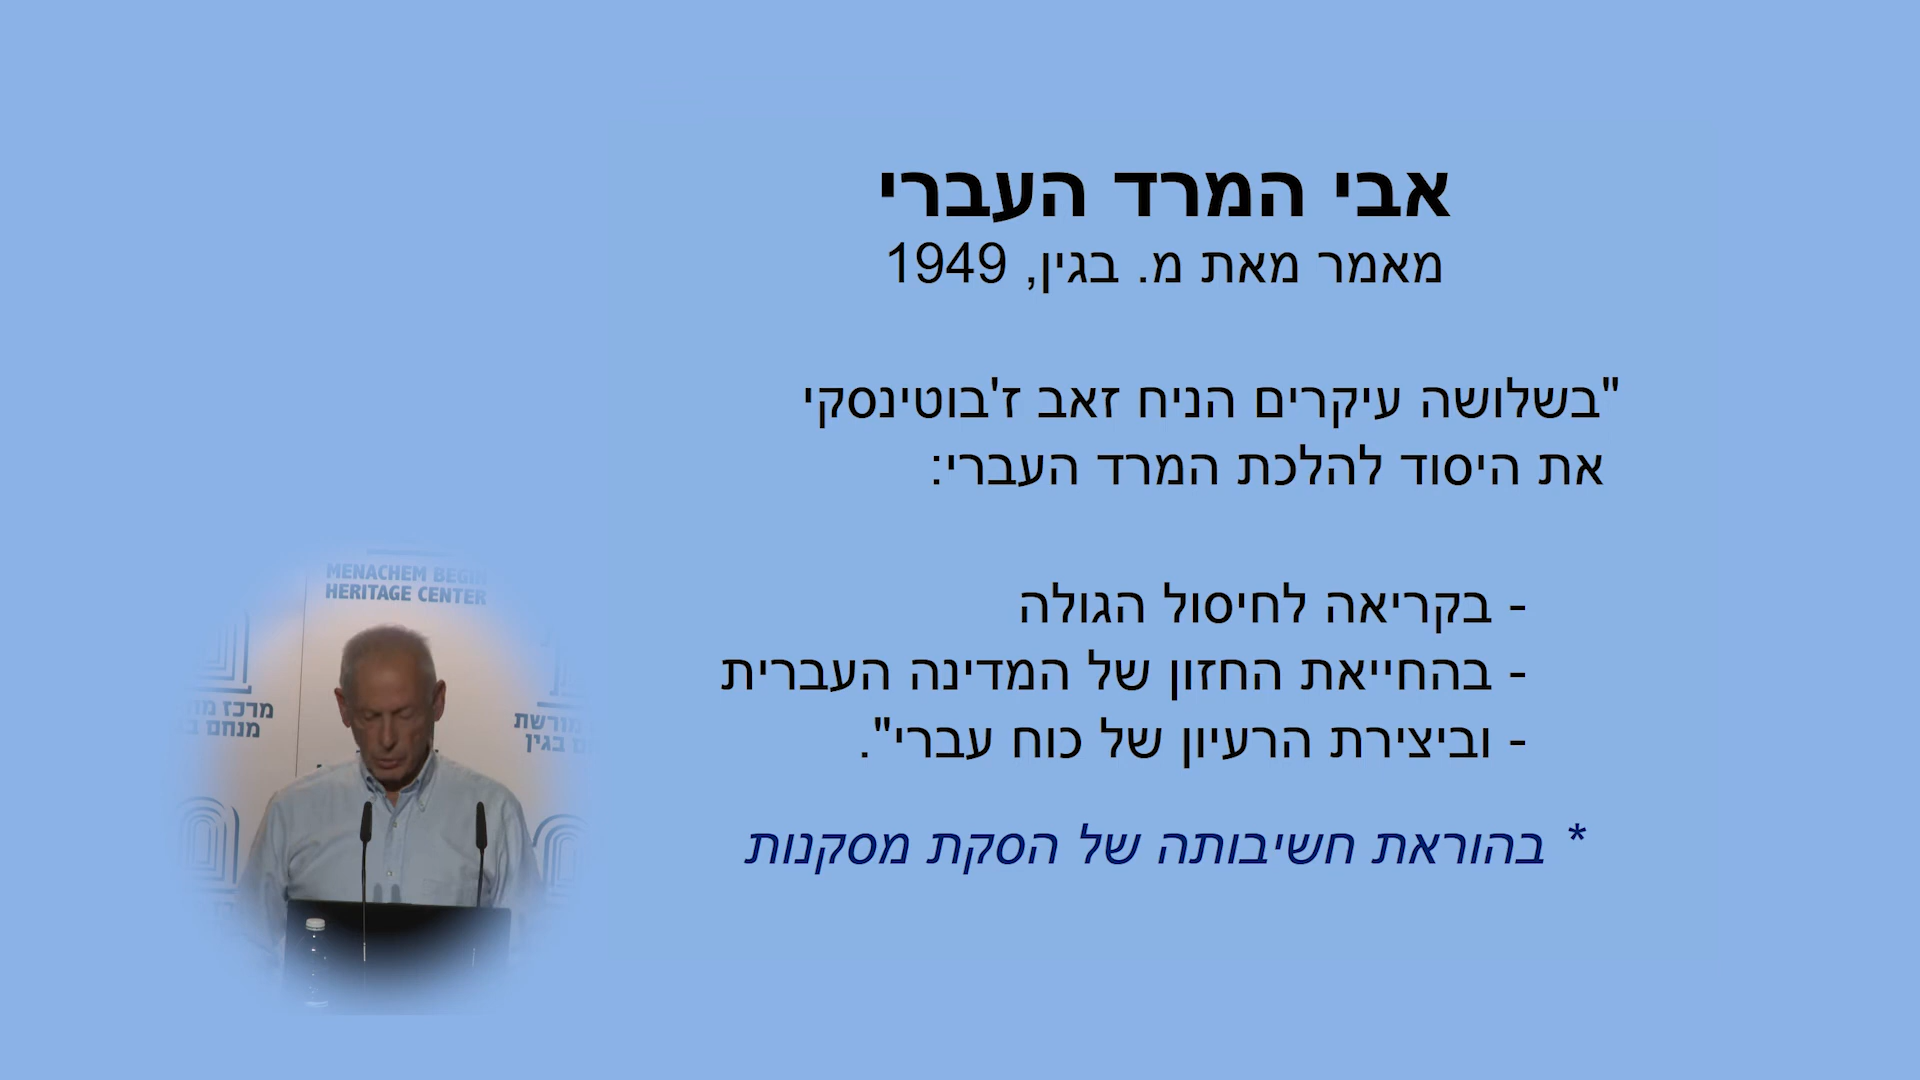 אבי המרד העברי
מאמר מאת מ. בגין, 1949
"בשלושה עיקרים הניח זאב ז'בוטינסקי
את היסוד להלכת המרד העברי:
- בקריאה לחיסול הגולה
- בהחייאת החזון של המדינה העברית
- וביצירת הרעיון של כוח עברי".
* בהוראת חשיבותה של הסקת מסקנות
MENACHEM BEGIN
HERITAGE CENTER
מרכז
מנחם
מורשת
בגין